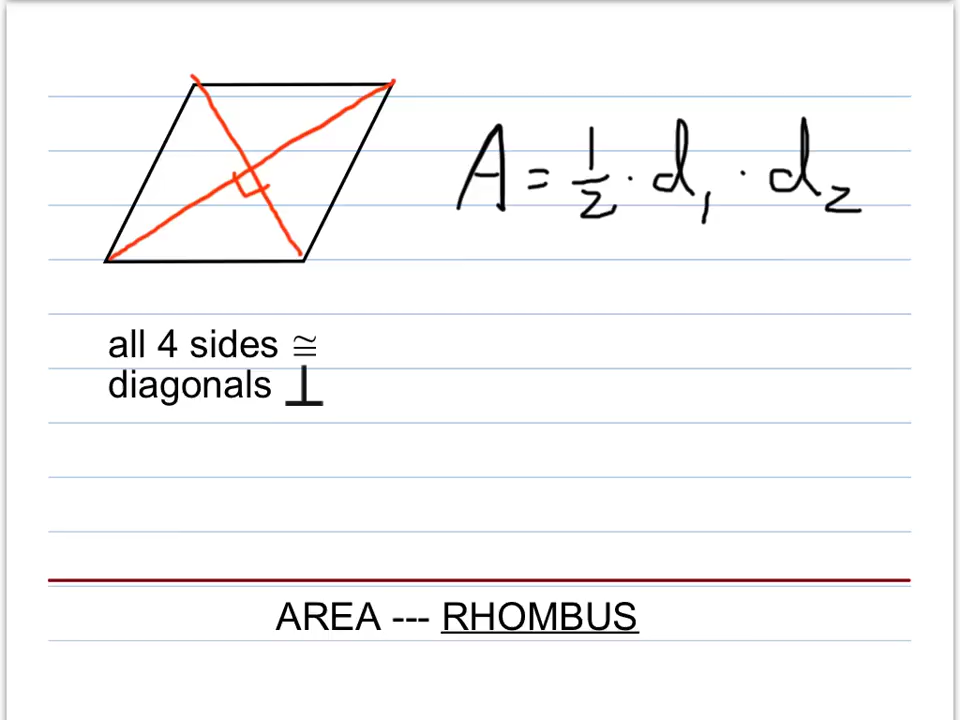 A = 1/2 · d₁ · d₂
all 4 sides ≅
diagonals ⊥
AREA --- RHOMBUS